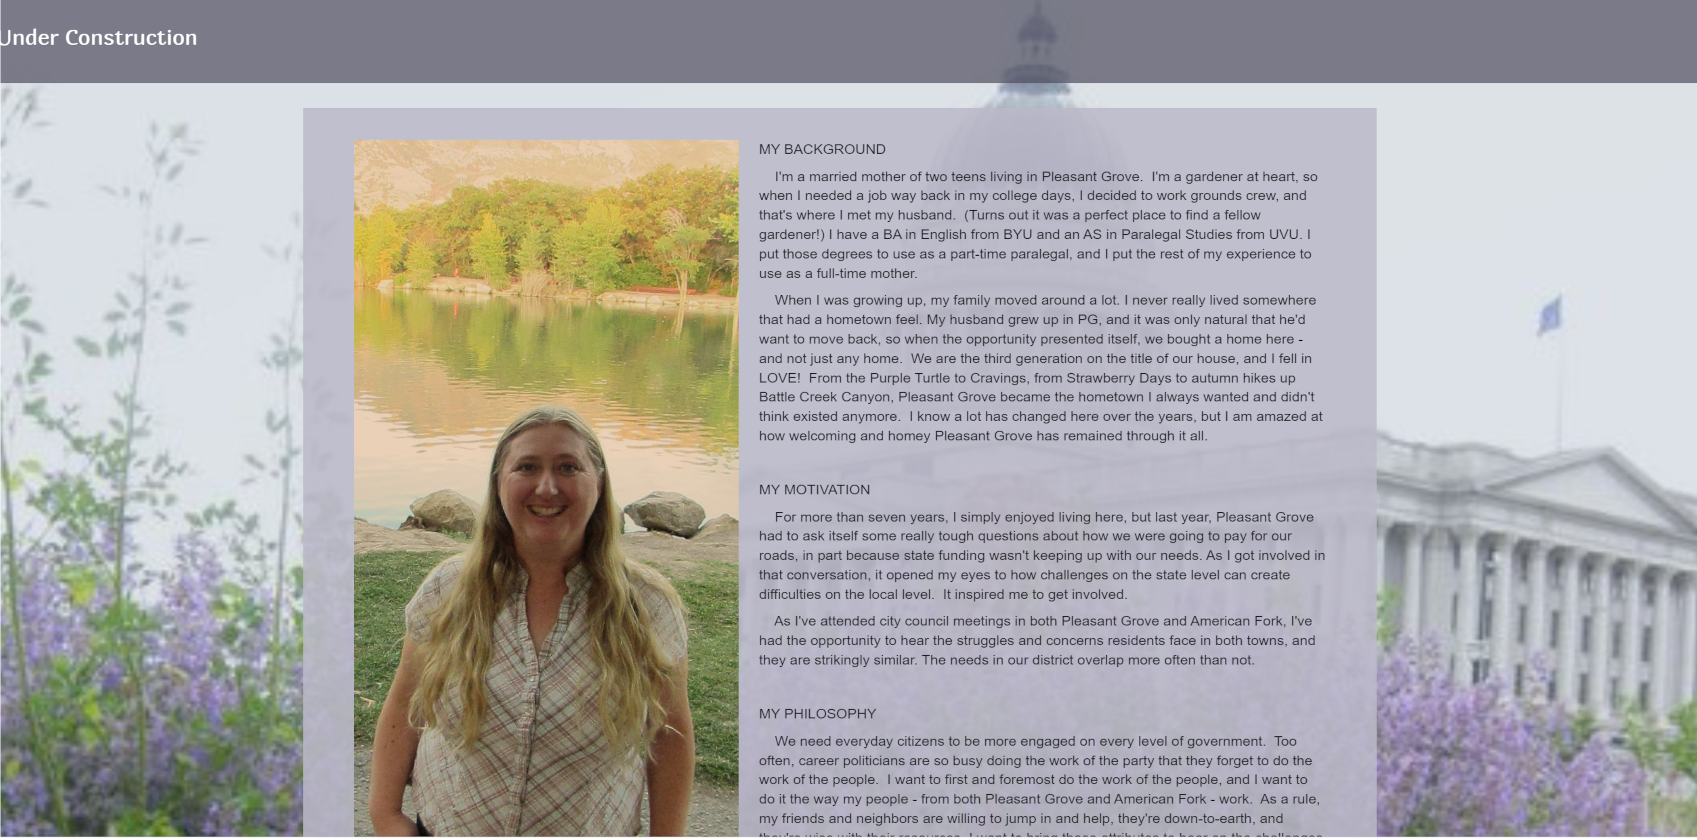 Under Construction
MY BACKGROUND
I'm a married mother of two teens living in Pleasant Grove.  I'm a gardener at heart, so
when I needed a job way back in my college days, I decided to work grounds crew, and
that's where I met my husband.  (Turns out it was a perfect place to find a fellow
gardener!) I have a BA in English from BYU and an AS in Paralegal Studies from UVU. I
put those degrees to use as a part-time paralegal, and I put the rest of my experience to
use as a full-time mother.
When I was growing up, my family moved around a lot. I never really lived somewhere
that had a hometown feel. My husband grew up in PG, and it was only natural that he'd
want to move back, so when the opportunity presented itself, we bought a home here -
and not just any home.  We are the third generation on the title of our house, and I fell in
LOVE!  From the Purple Turtle to Cravings, from Strawberry Days to autumn hikes up
Battle Creek Canyon, Pleasant Grove became the hometown I always wanted and didn't
think existed anymore.  I know a lot has changed here over the years, but I am amazed at
how welcoming and homey Pleasant Grove has remained through it all.
MY MOTIVATION
For more than seven years, I simply enjoyed living here, but last year, Pleasant Grove
had to ask itself some really tough questions about how we were going to pay for our
roads, in part because state funding wasn't keeping up with our needs. As I got involved in
that conversation, it opened my eyes to how challenges on the state level can create
difficulties on the local level.  It inspired me to get involved.
As I've attended city council meetings in both Pleasant Grove and American Fork, I've
had the opportunity to hear the struggles and concerns residents face in both towns, and
they are strikingly similar. The needs in our district overlap more often than not.
MY PHILOSOPHY
We need everyday citizens to be more engaged on every level of government.  Too
often, career politicians are so busy doing the work of the party that they forget to do the
work of the people.  I want to first and foremost do the work of the people, and I want to
do it the way my people - from both Pleasant Grove and American Fork - work.  As a rule,
my friends and neighbors are willing to jump in and help, they're down-to-earth, and
they're wise with their resources. I want to bring those attributes to bear on the challenges